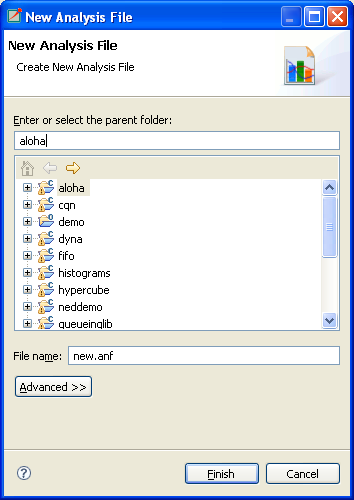 New Analysis File
New Analysis File
Create New Analysis File
Enter or select the parent folder:
aloha
aloha
cqn
demo
dyna
fifo
histograms
hypercube
neddemo
queueinglib
File name: new.anf
Advanced >>
? Finish Cancel